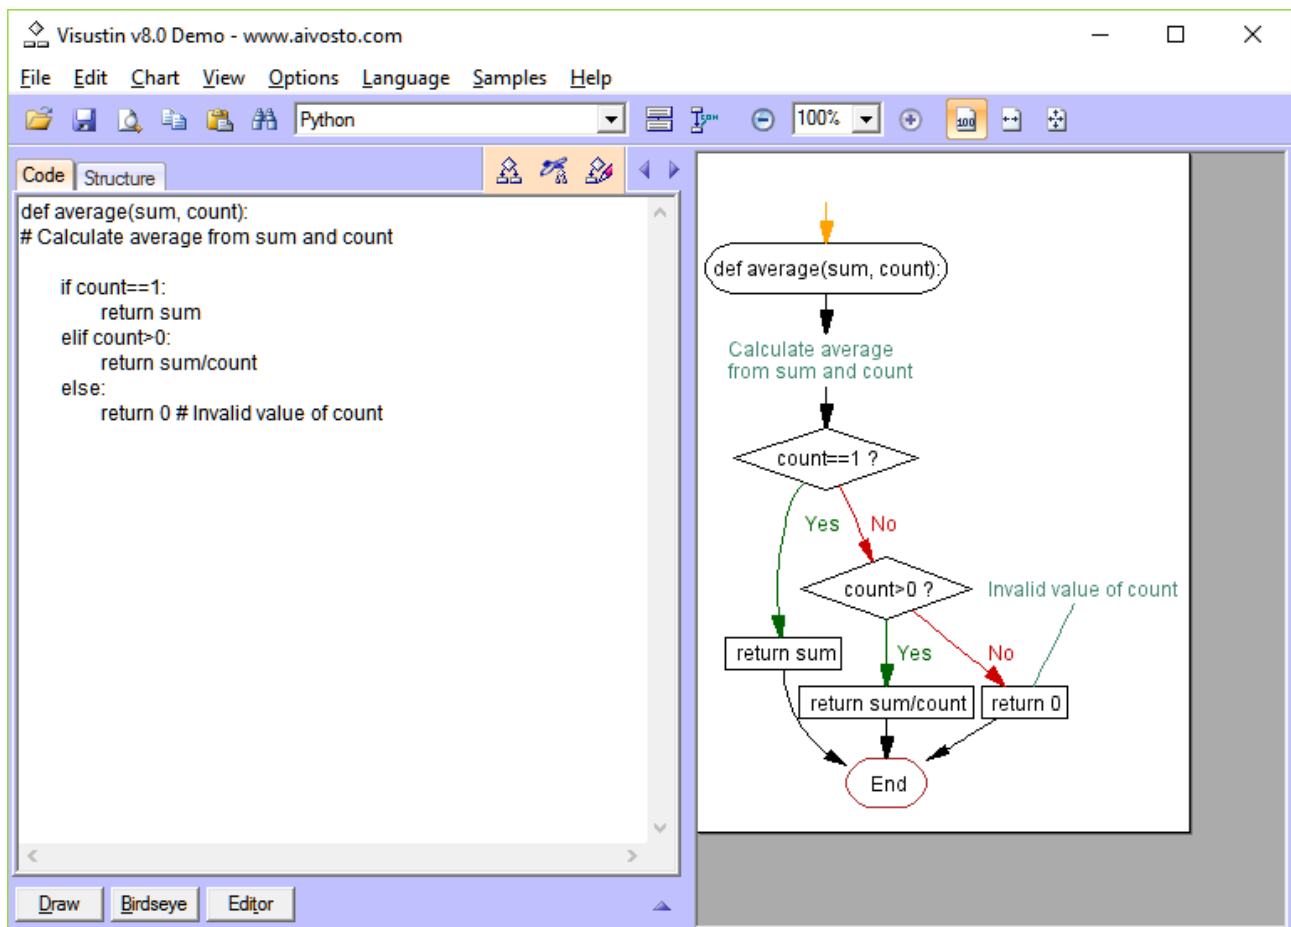 Visustin v8.0 Demo - www.aivosto.com
File Edit Chart View Options Language Samples Help
Python 100% 100
Code Structure
def average(sum, count):
# Calculate average from sum and count
if count==1:
return sum
elif count>0:
return sum/count
else:
return 0 # Invalid value of count
Draw Birdseye Editor
def average(sum, count):
Calculate average
from sum and count
count==1 ?
Yes No
count>0 ? Invalid value of count
return sum Yes No
return sum/count return 0
End